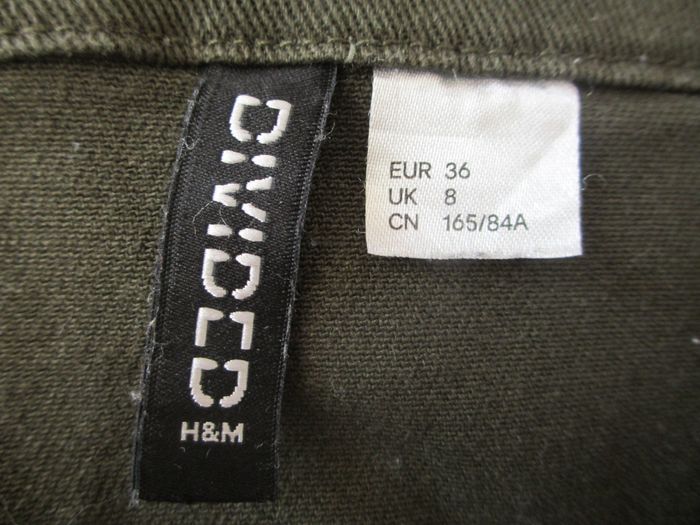 DIVIDED
H&M
EUR 36
UK 8
CN 165/84A